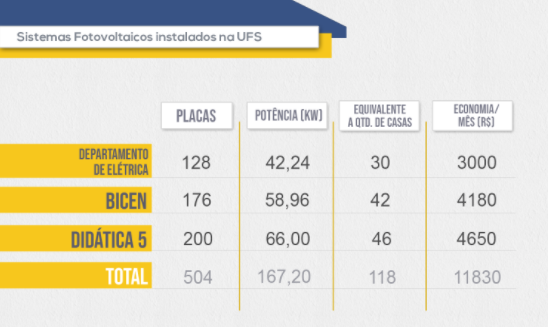 Sistemas Fotovoltaicos instalados na UFS
PLACAS POTÊNCIA (KW) EQUIVALENTE A QTD. DE CASAS ECONOMIA/ MÊS (R$)
DEPARTAMENTO DE ELÉTRICA 128 42,24 30 3000
BICEN 176 58,96 42 4180
DIDÁTICA 5 200 66,00 46 4650
TOTAL 504 167,20 118 11830